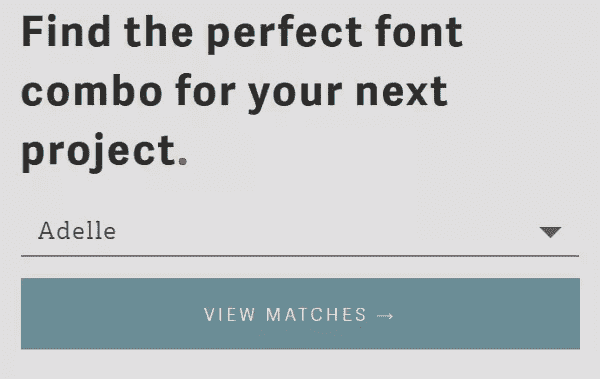 Find the perfect font
combo for your next
project.
Adelle
VIEW MATCHES →